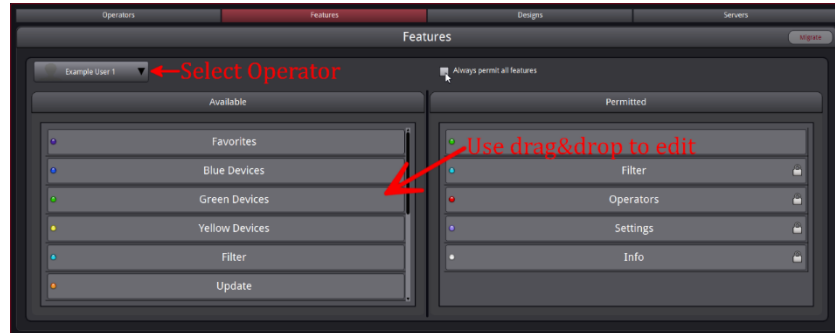 Operators
Features
Designs
Servers
Features
Migrate
Example User 1
←Select Operator
Always permit all features
Available
Permitted
Favorites
Blue Devices
Green Devices
Yellow Devices
Filter
Update
Use drag&drop to edit
Filter
Operators
Settings
Info